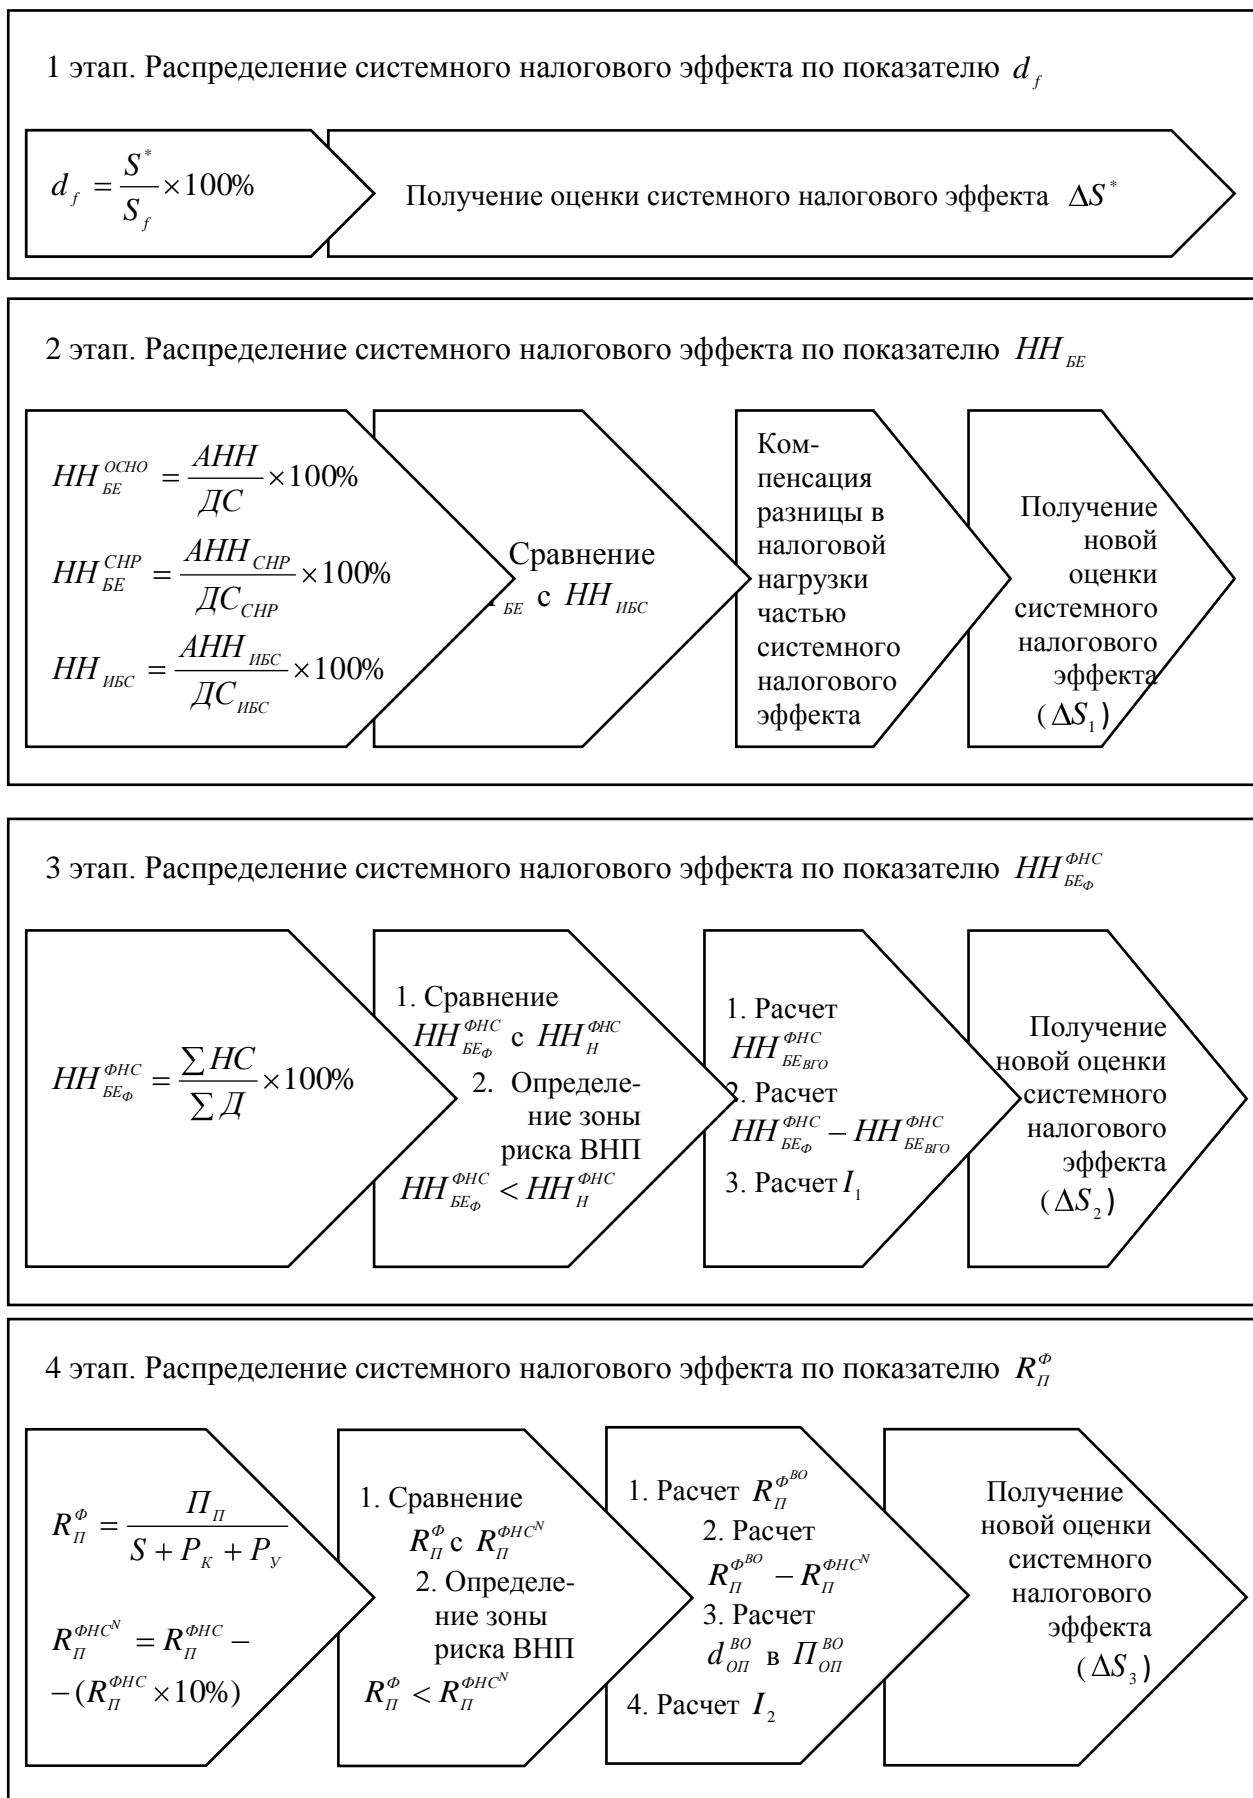 1 этап. Распределение системного налогового эффекта по показателю d_f
d_f = S^* / S_f × 100%
Получение оценки системного налогового эффекта ΔS^*
2 этап. Распределение системного налогового эффекта по показателю НН_БЕ
НН_БЕ^ОСНО = АНН / ДС × 100%
НН_БЕ^СНР = АНН_СНР / ДС_СНР × 100%
НН_ИБС = АНН_ИБС / ДС_ИБС × 100%
Сравнение
_БЕ с НН_ИБС
Ком-
пенсация
разницы в
налоговой
нагрузки
частью
системного
налогового
эффекта
Получение
новой
оценки
системного
налогового
эффекта
(ΔS_1)
3 этап. Распределение системного налогового эффекта по показателю НН_БЕ_Ф^ФНС
НН_БЕ_Ф^ФНС = ∑НС / ∑Д × 100%
1. Сравнение
НН_БЕ_Ф^ФНС с НН_Н^ФНС
2. Определе-
ние зоны
риска ВНП
НН_БЕ_Ф^ФНС < НН_Н^ФНС
1. Расчет
НН_БЕ_ВГО^ФНС
2. Расчет
НН_БЕ_Ф^ФНС − НН_БЕ_ВГО^ФНС
3. Расчет I_1
Получение
новой оценки
системного
налогового
эффекта
(ΔS_2)
4 этап. Распределение системного налогового эффекта по показателю R_П^Ф
R_П^Ф = П_П / S + P_К + P_У
R_П^ФНС^N = R_П^ФНС −
− (R_П^ФНС × 10%)
1. Сравнение
R_П^Ф с R_П^ФНС^N
2. Определе-
ние зоны
риска ВНП
R_П^Ф < R_П^ФНС^N
1. Расчет R_П^Ф^ВО
2. Расчет
R_П^Ф^ВО − R_П^ФНС^N
3. Расчет
d_ОП^ВО в П_ОП^ВО
4. Расчет I_2
Получение
новой оценки
системного
налогового
эффекта
(ΔS_3)